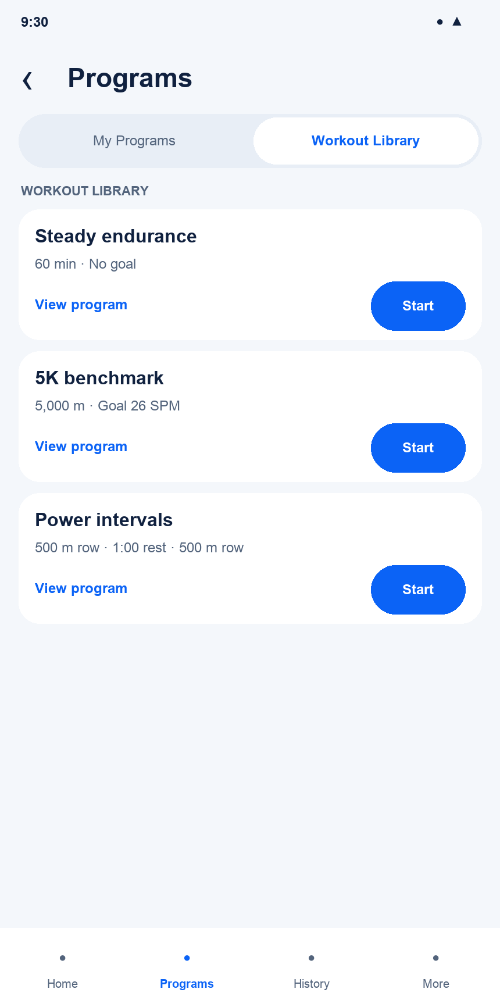 9:30
Programs
My Programs
Workout Library
WORKOUT LIBRARY
Steady endurance
60 min · No goal
View program
Start
5K benchmark
5,000 m · Goal 26 SPM
View program
Start
Power intervals
500 m row · 1:00 rest · 500 m row
View program
Start
Home
Programs
History
More